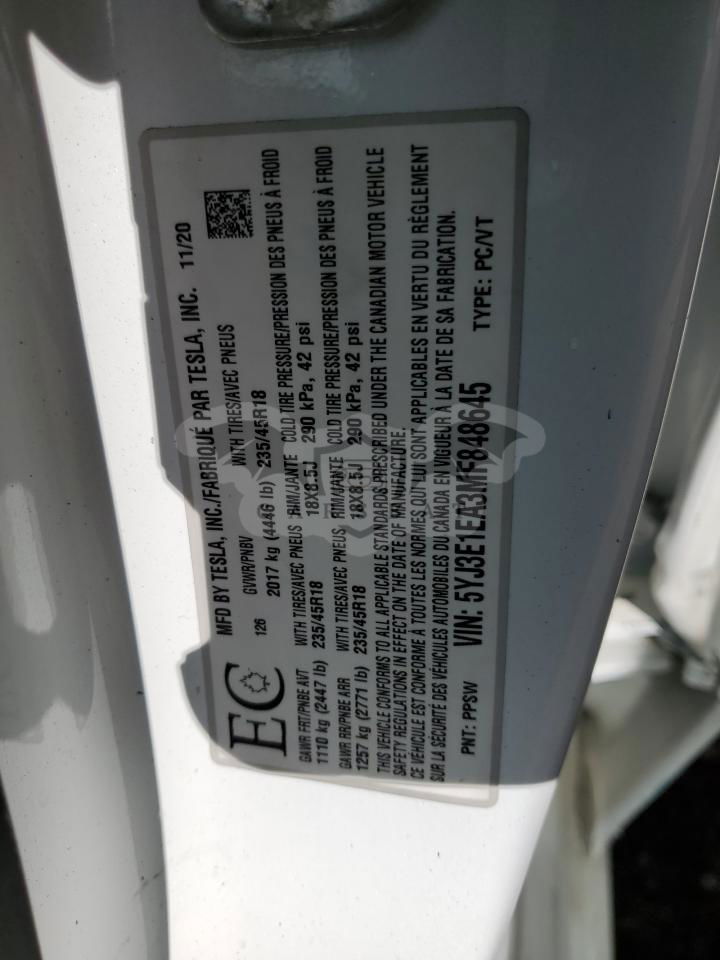 MFD BY TESLA, INC./FABRIQUÉ PAR TESLA, INC. 11/20
GVWR/PNBV WITH TIRES/AVEC PNEUS
126 2017 kg (4446 lb) 235/45R18
EC
GAWR FRT/PNBE AVT WITH TIRES/AVEC PNEUS RIM/JANTE COLD TIRE PRESSURE/PRESSION DES PNEUS À FROID
1110 kg (2447 lb) 235/45R18 18X8.5J 290 kPa, 42 psi
GAWR RR/PNBE ARR WITH TIRES/AVEC PNEUS RIM/JANTE COLD TIRE PRESSURE/PRESSION DES PNEUS À FROID
1257 kg (2771 lb) 235/45R18 18X8.5J 290 kPa, 42 psi
THIS VEHICLE CONFORMS TO ALL APPLICABLE STANDARDS PRESCRIBED UNDER THE CANADIAN MOTOR VEHICLE
SAFETY REGULATIONS IN EFFECT ON THE DATE OF MANUFACTURE.
CE VÉHICULE EST CONFORME À TOUTES LES NORMES QUI LUI SONT APPLICABLES EN VERTU DU RÈGLEMENT
SUR LA SÉCURITÉ DES VÉHICULES AUTOMOBILES DU CANADA EN VIGUEUR À LA DATE DE SA FABRICATION.
PNT: PPSW VIN: 5YJ3E1EA3MF848645 TYPE: PC/VT